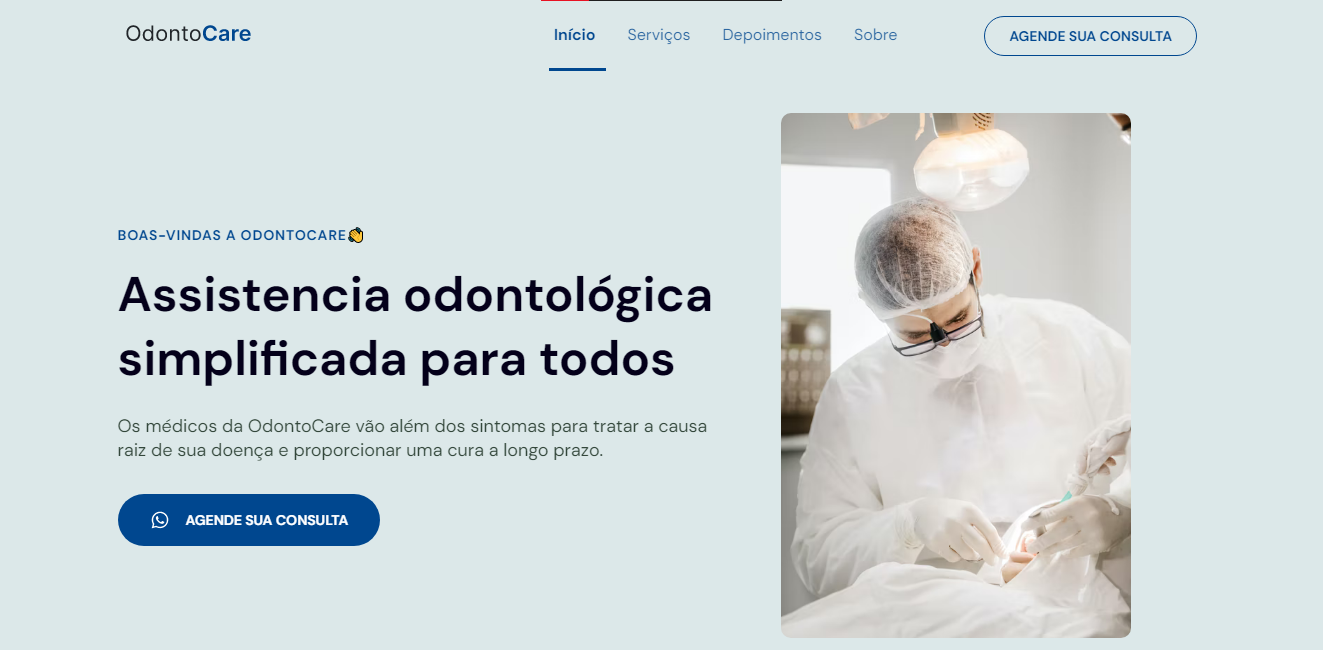 OdontoCare
Início
Serviços
Depoimentos
Sobre
AGENDE SUA CONSULTA
BOAS-VINDAS A ODONTOCARE👏
Assistencia odontológica
simplificada para todos
Os médicos da OdontoCare vão além dos sintomas para tratar a causa
raiz de sua doença e proporcionar uma cura a longo prazo.
AGENDE SUA CONSULTA